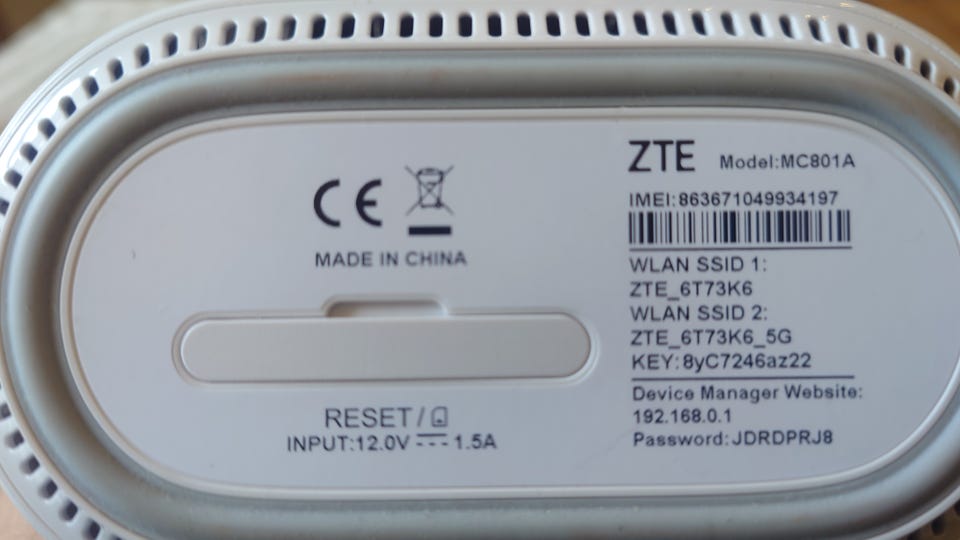 CE
MADE IN CHINA
RESET/
INPUT:12.0V 1.5A
ZTE Model:MC801A
IMEI:863671049934197
WLAN SSID 1:
ZTE_6T73K6
WLAN SSID 2:
ZTE_6T73K6_5G
KEY:8yC7246az22
Device Manager Website:
192.168.0.1
Password:JDRDPRJ8